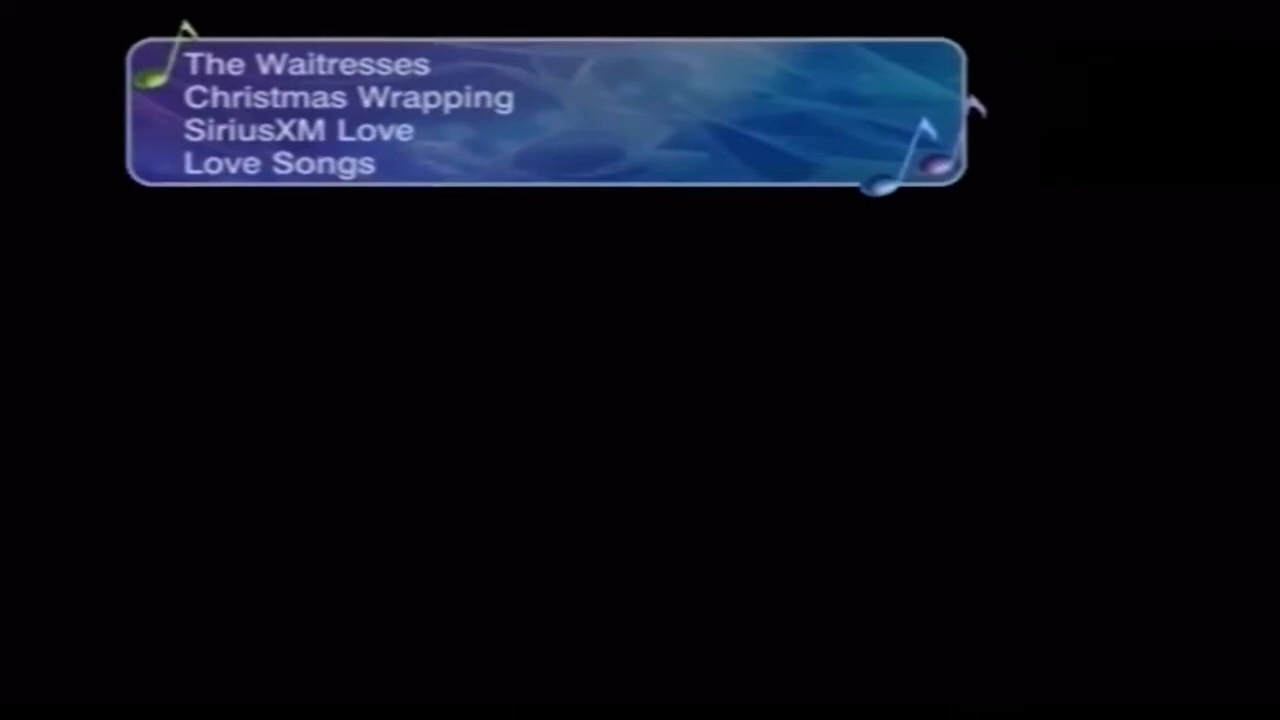 The Waitresses
Christmas Wrapping
SiriusXM Love
Love Songs